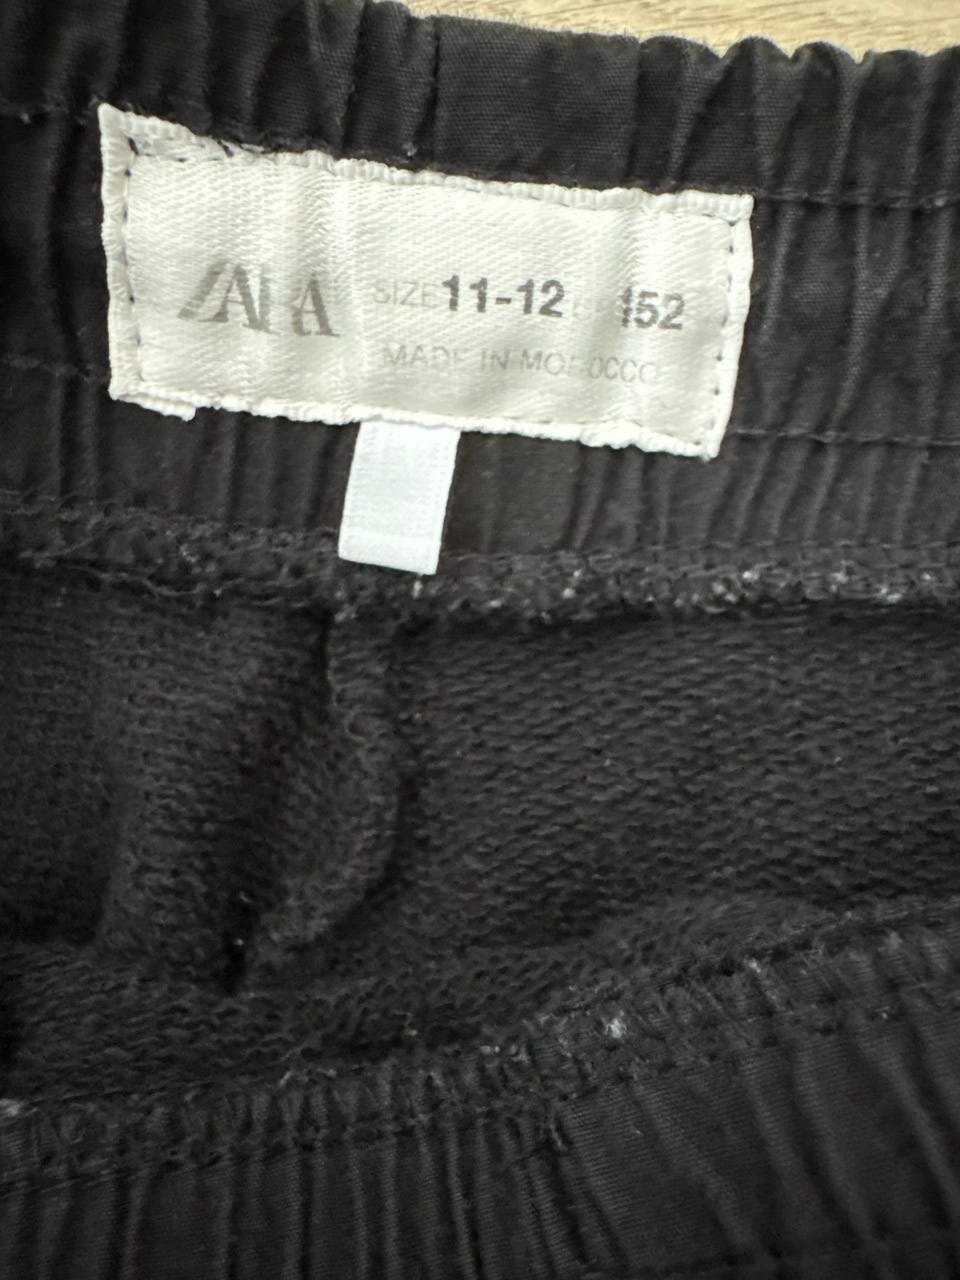 ZARA
SIZE 11-12 152
MADE IN MOROCCO